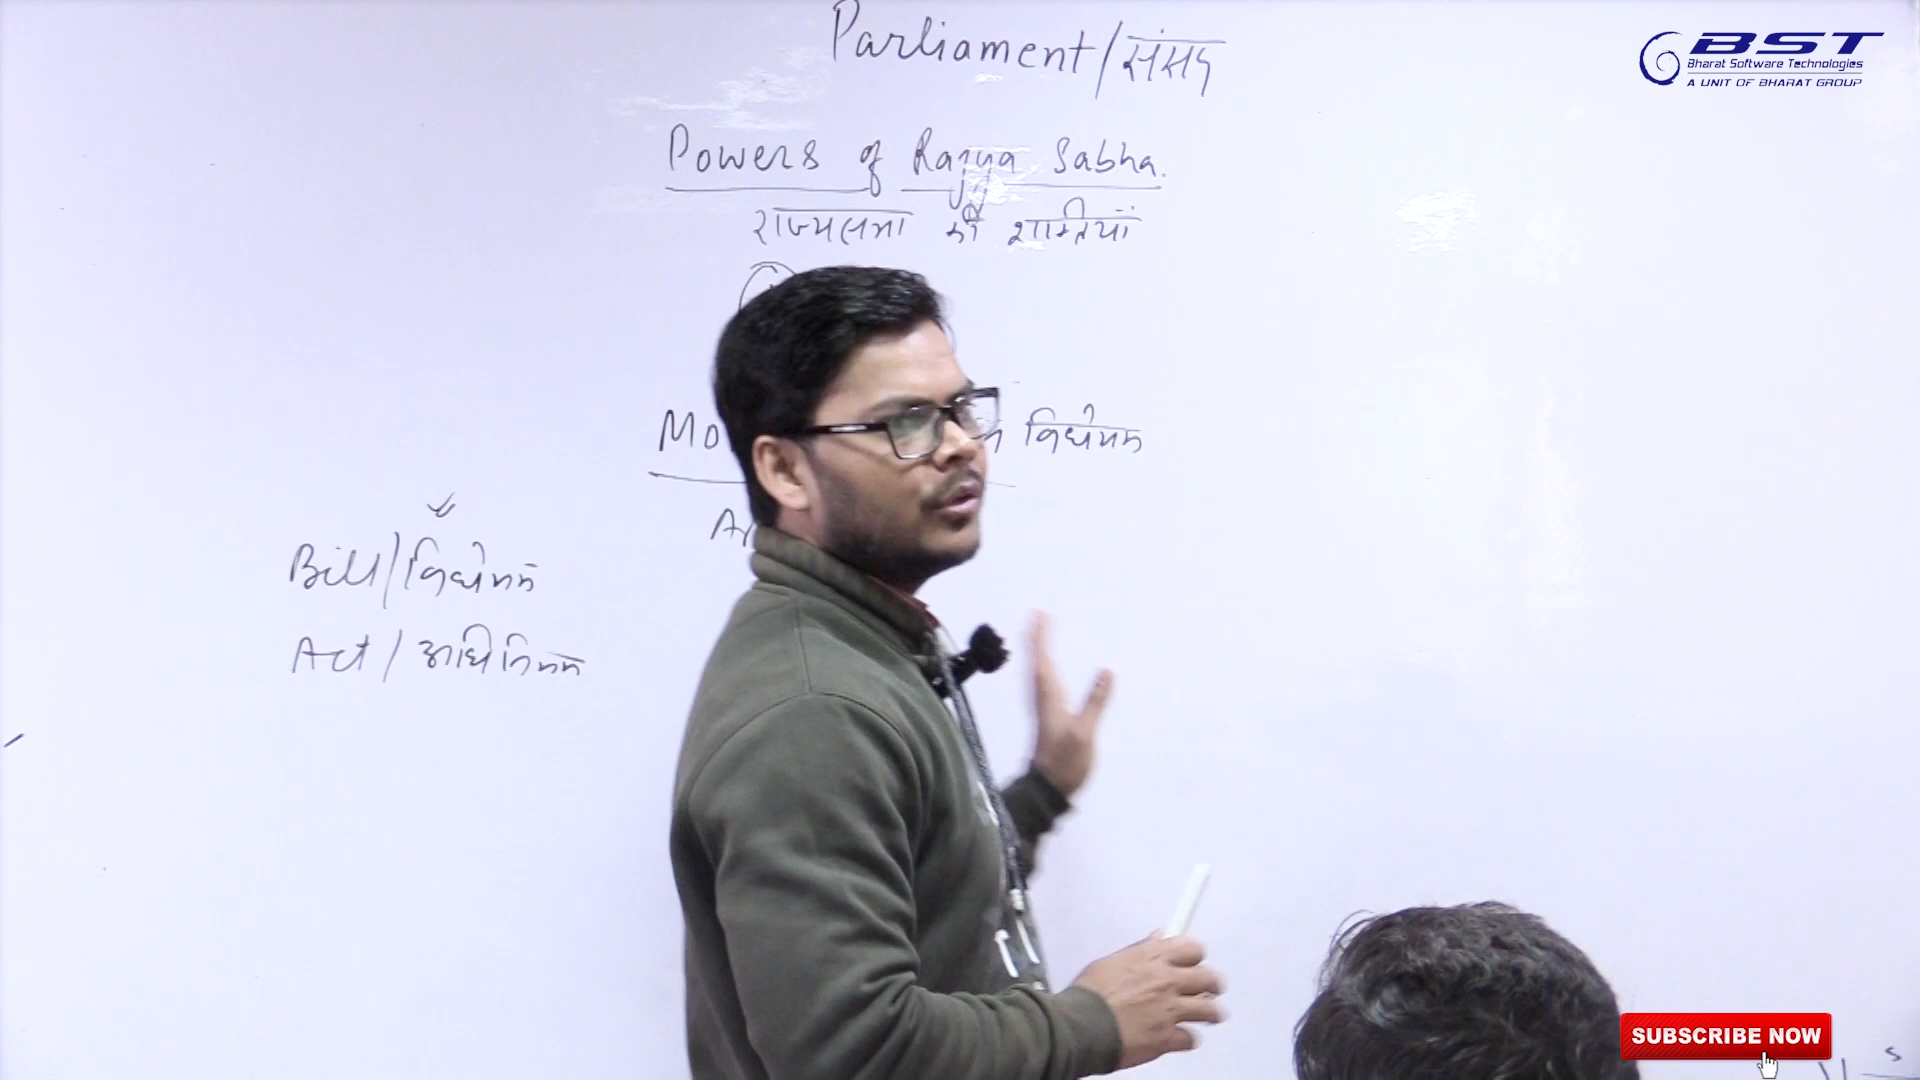 Parliament/संसद
BST
Bharat Software Technologies
A UNIT OF BHARAT GROUP
Powers of Rajya Sabha.
राज्यसभा की शक्तियाँ
विधेयक
Bill/विधेयक
Act/अधिनियम
SUBSCRIBE NOW